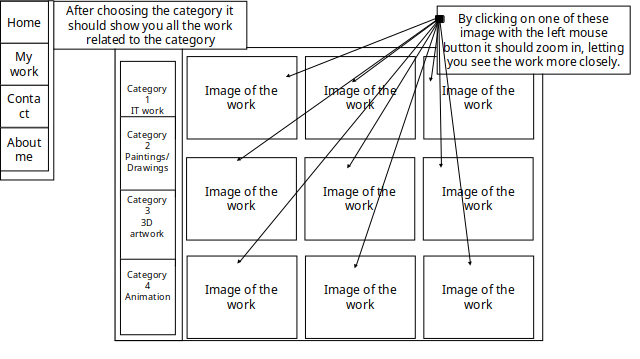 Home
My
work
Conta
ct
About
me
After choosing the category it
should show you all the work
related to the category
By clicking on one of these
image with the left mouse
button it should zoom in, letting
you see the work more closely.
Category
1
IT work
Category
2
Paintings/
Drawings
Category
3
3D
artwork
Category
4
Animation
Image of the
work
Image of the
work
Image of the
work
Image of the
work
Image of the
work
Image of the
work
Image of the
work
Image of the
work
Image of the
work